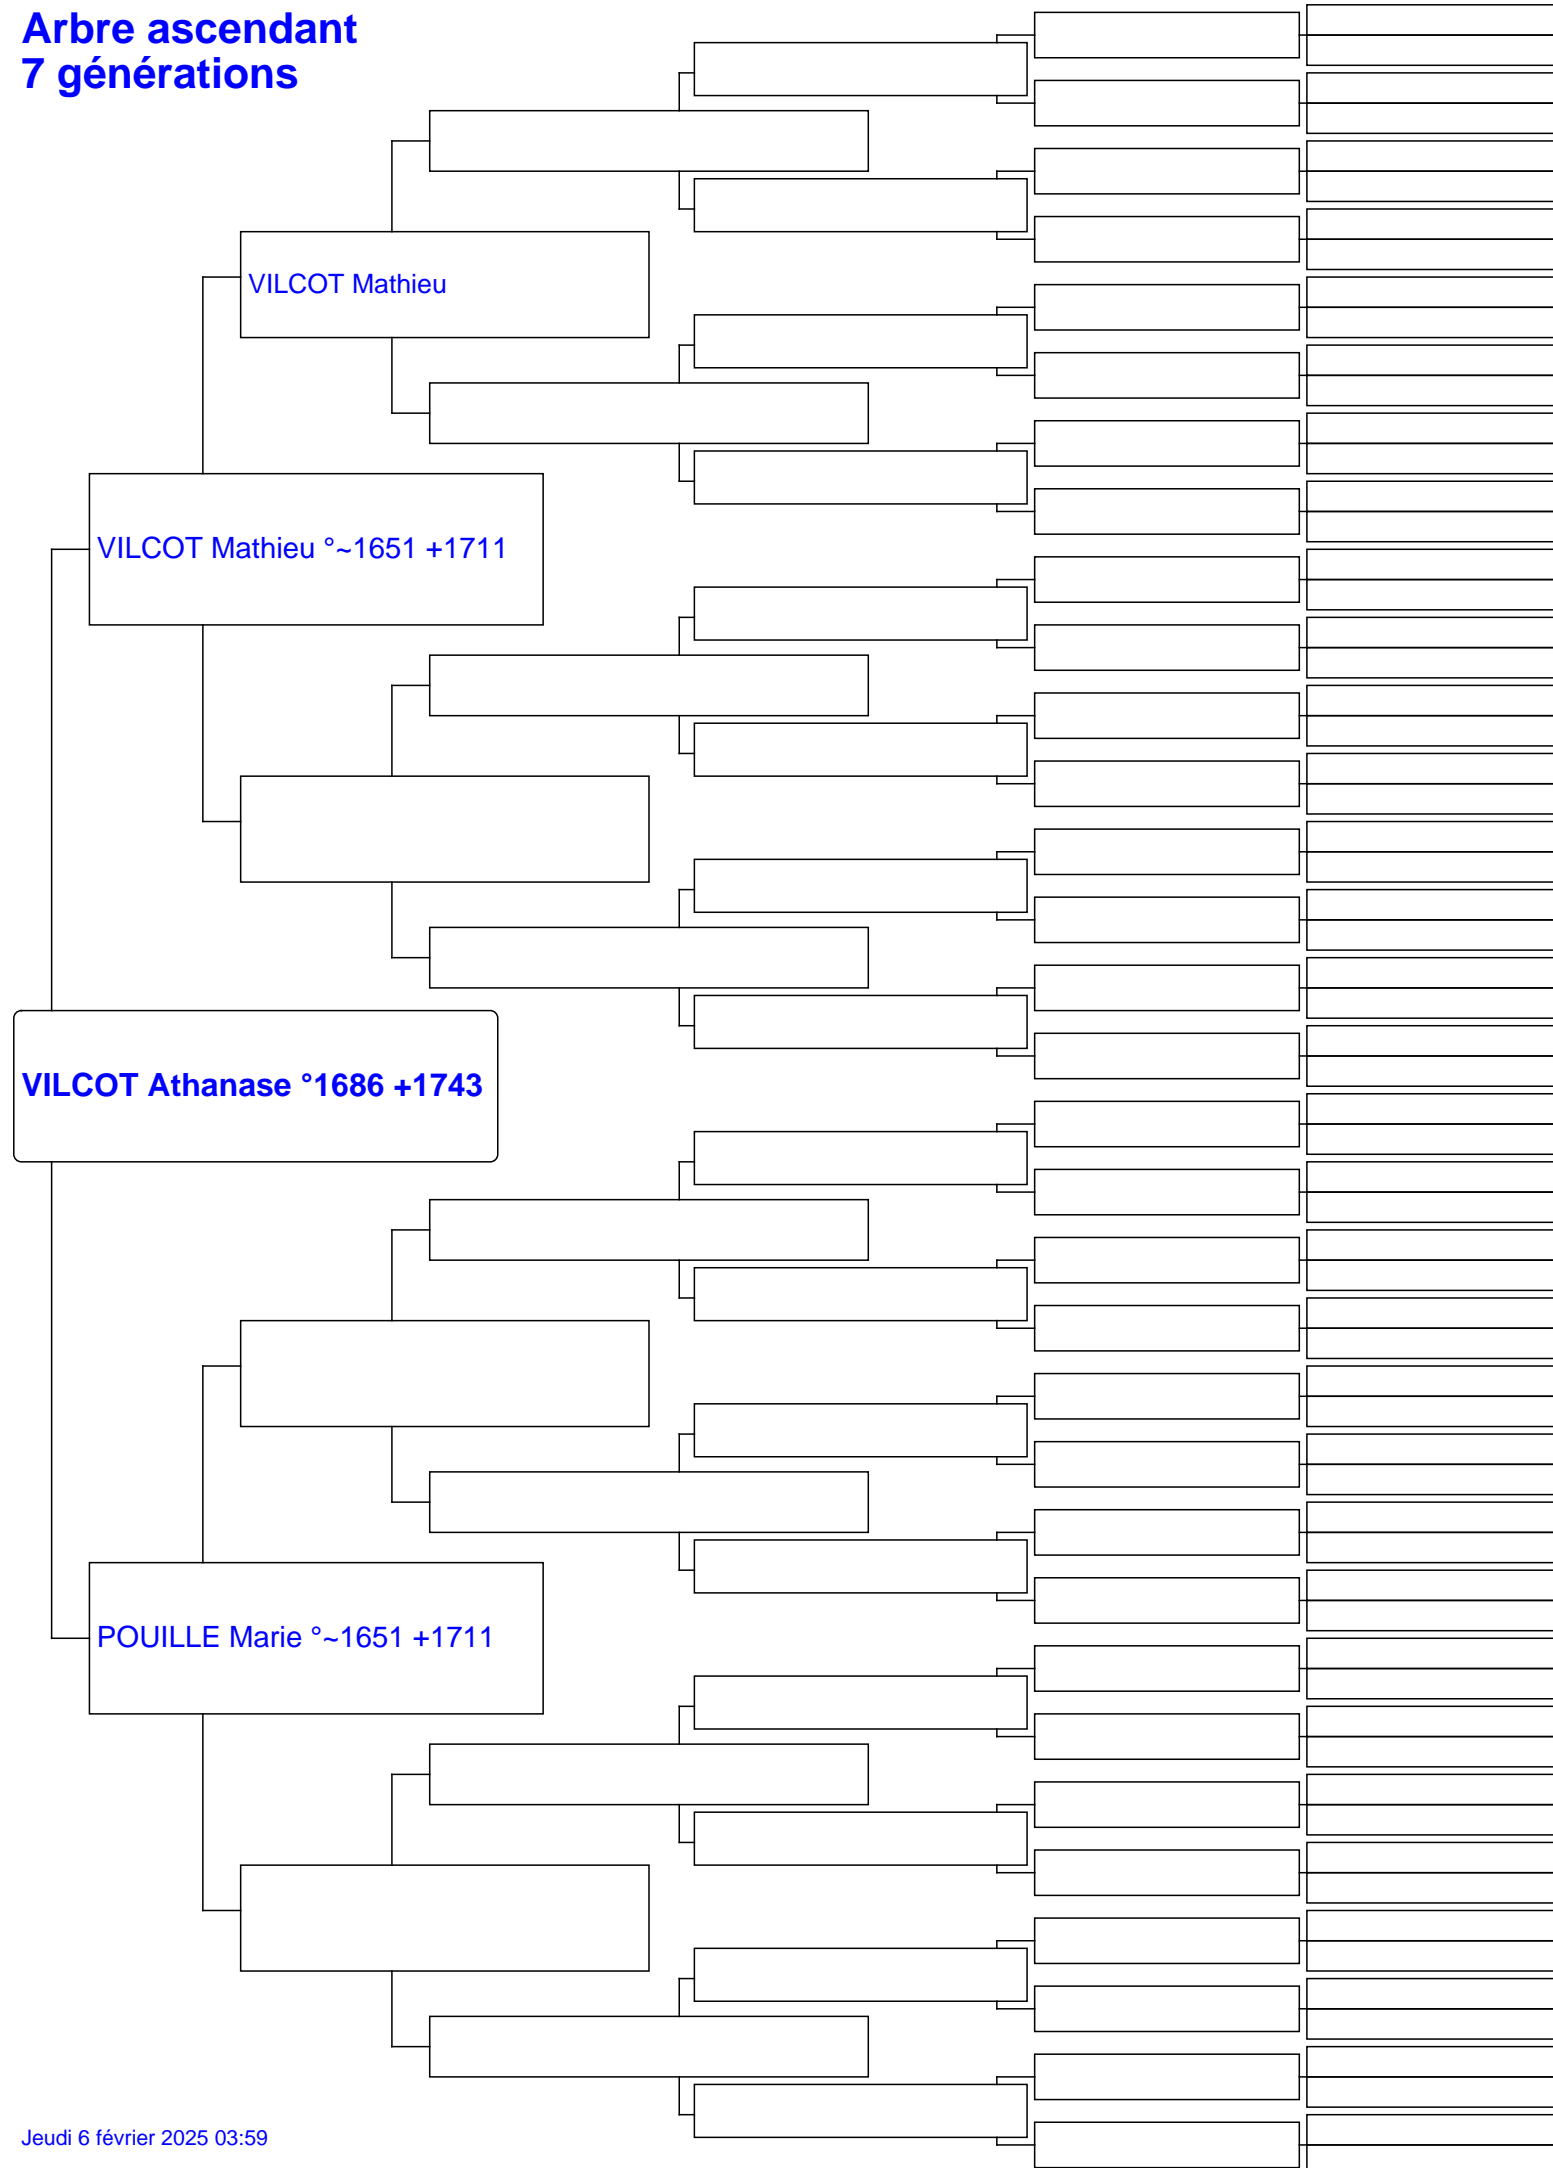 Arbre ascendant
7 générations
VILCOT Mathieu
VILCOT Mathieu °~1651 +1711
VILCOT Athanase °1686 +1743
POUILLE Marie °~1651 +1711
Jeudi 6 février 2025 03:59